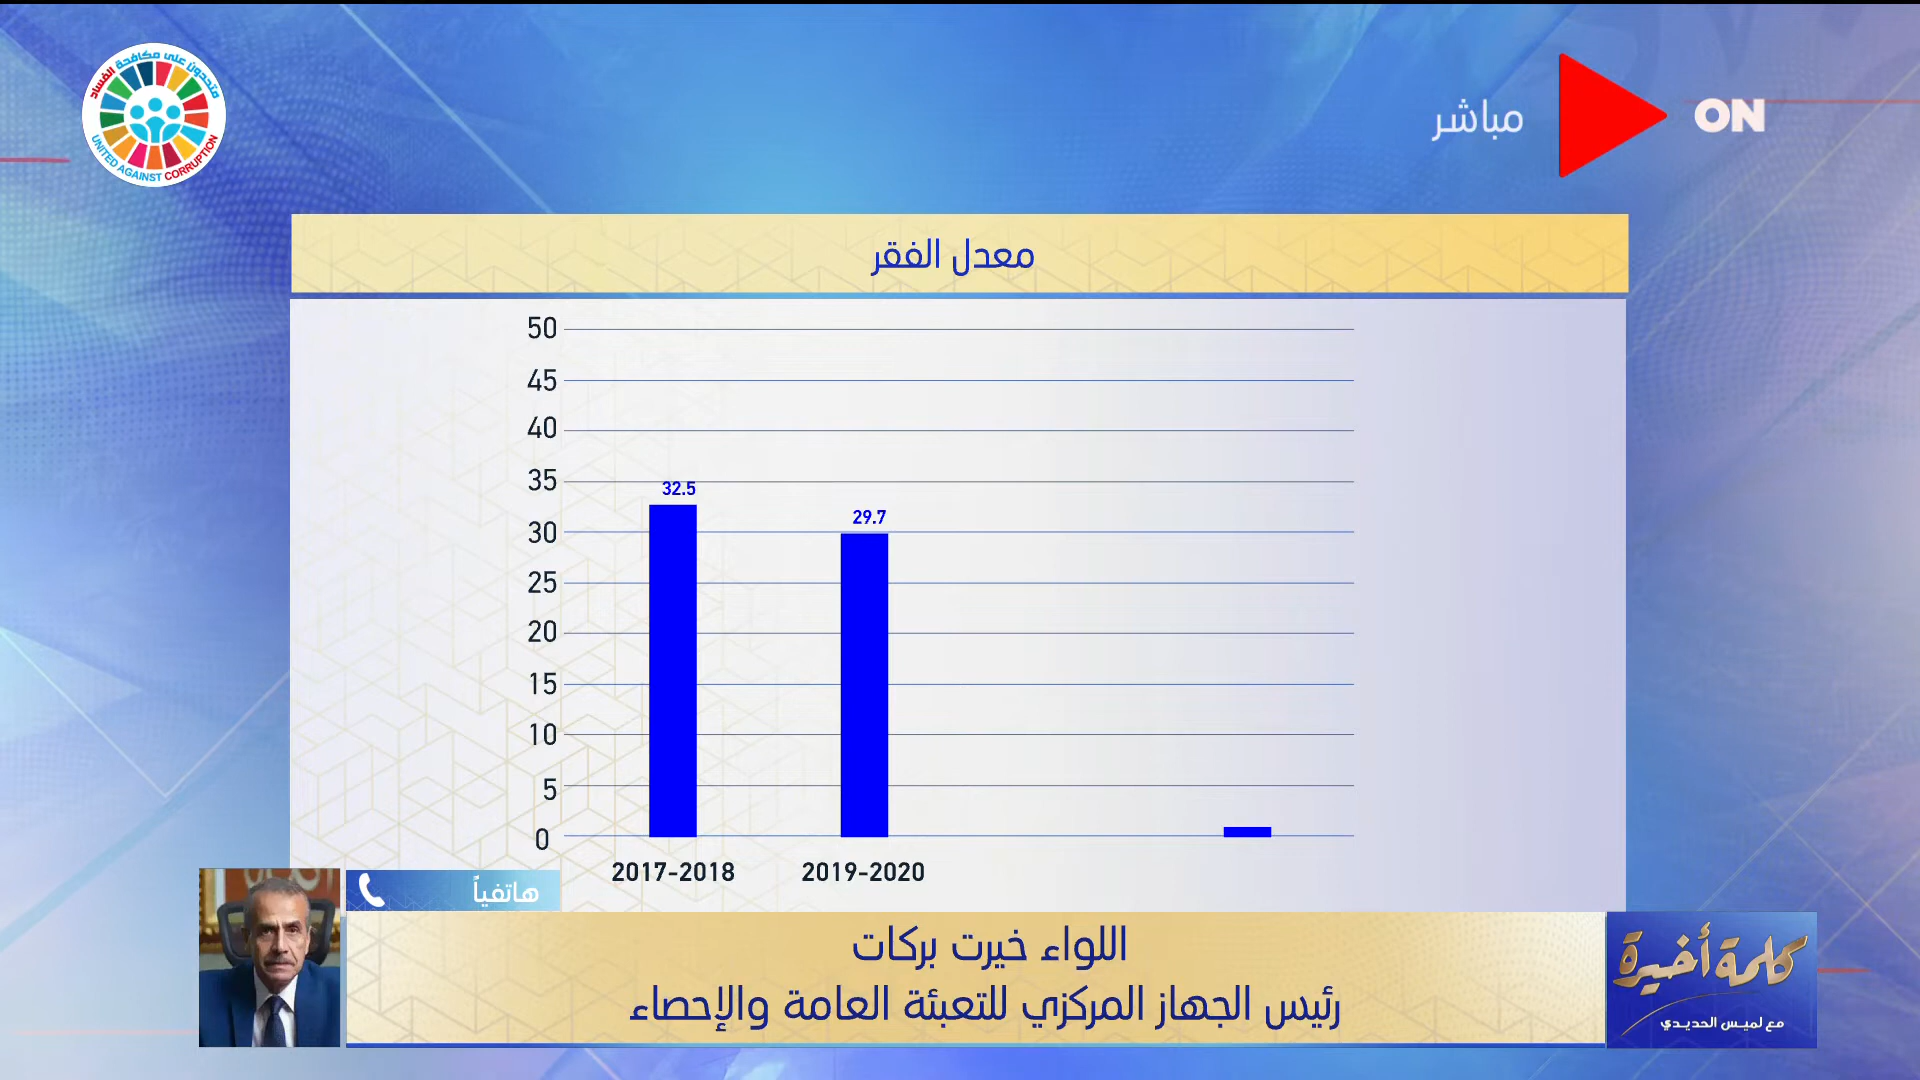 متحدون على مكافحة الفساد
UNITED AGAINST CORRUPTION
مباشر
ON
معدل الفقر
50
45
40
35
30
25
20
15
10
5
0
32.5
29.7
2017-2018
2019-2020
هاتفياً
اللواء خيرت بركات
رئيس الجهاز المركزي للتعبئة العامة والإحصاء
كلمة أخيرة
مع لميس الحديدي